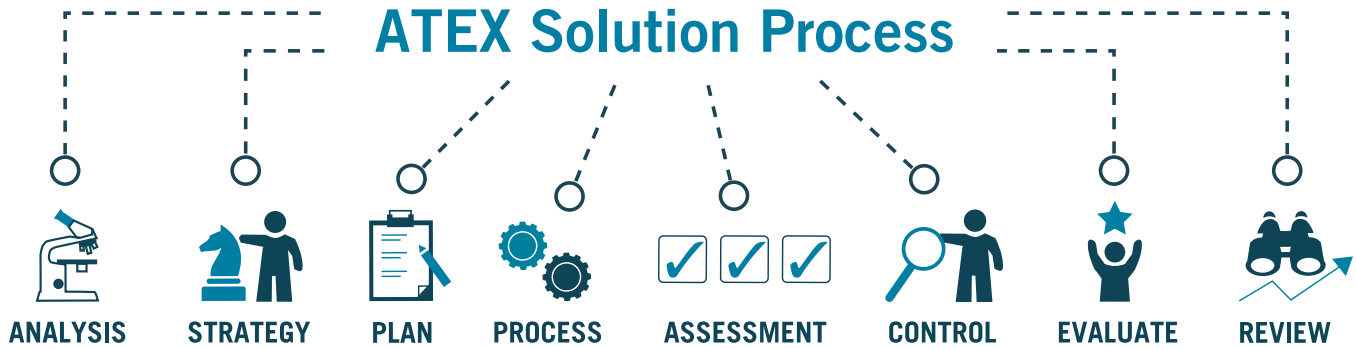 ATEX Solution Process
ANALYSIS
STRATEGY
PLAN
PROCESS
ASSESSMENT
CONTROL
EVALUATE
REVIEW